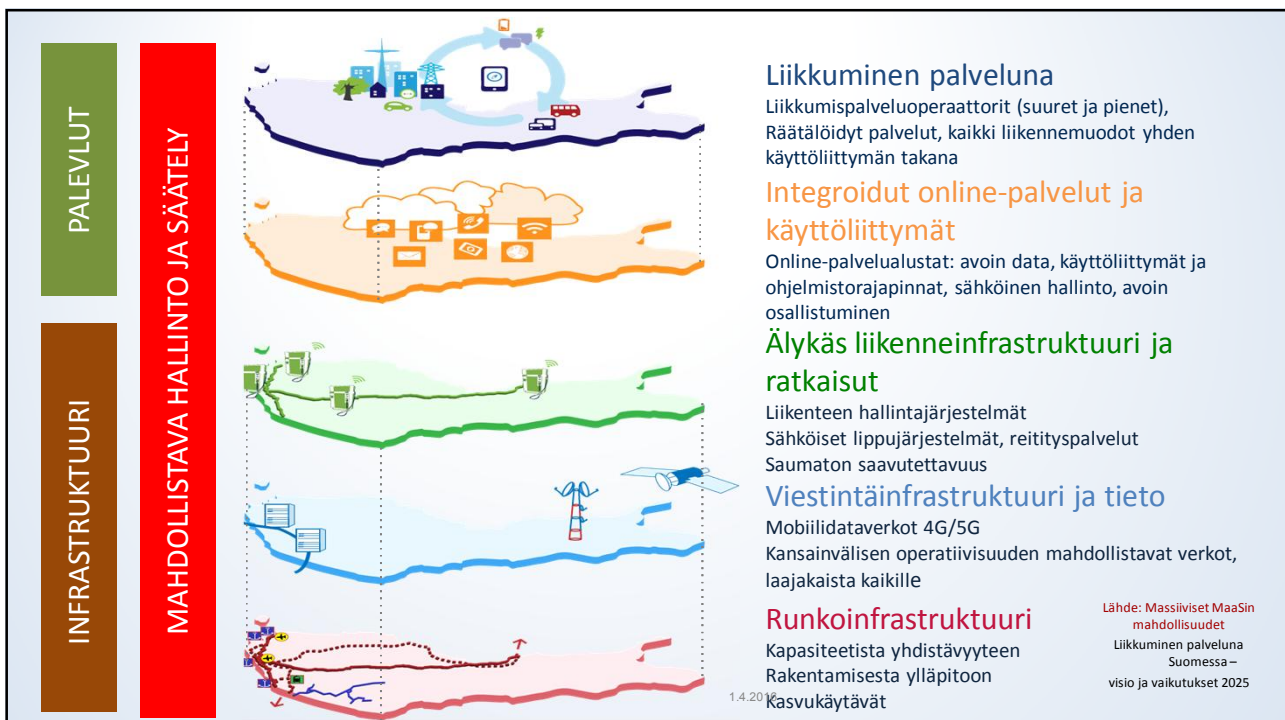 PALEVLUT
INFRASTRUKTUURI
MAHDOLLISTAVA HALLINTO JA SÄÄTELY
Liikkuminen palveluna
Liikkumispalveluoperaattorit (suuret ja pienet),
Räätälöidyt palvelut, kaikki liikennemuodot yhden
käyttöliittymän takana
Integroidut online-palvelut ja
käyttöliittymät
Online-palvelualustat: avoin data, käyttöliittymät ja
ohjelmistorajapinnat, sähköinen hallinto, avoin
osallistuminen
Älykäs liikenneinfrastruktuuri ja
ratkaisut
Liikenteen hallintajärjestelmät
Sähköiset lippujärjestelmät, reitityspalvelut
Saumaton saavutettavuus
Viestintäinfrastruktuuri ja tieto
Mobiilidataverkot 4G/5G
Kansainvälisen operatiivisuuden mahdollistavat verkot,
laajakaista kaikille
Runkoinfrastruktuuri
Kapasiteetista yhdistävyyteen
Rakentamisesta ylläpitoon
Kasvukäytävät
Lähde: Massiiviset MaaSin
mahdollisuudet
Liikkuminen palveluna
Suomessa –
visio ja vaikutukset 2025